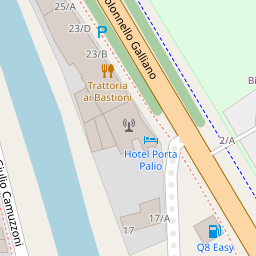 25/A
olonnello Galliano
P
23/D
23/B
Trattoria
ai Bastioni
Bi
2/A
Hotel Porta
Palio
Giulio Camuzzoni
17/A
17
Q8 Easy